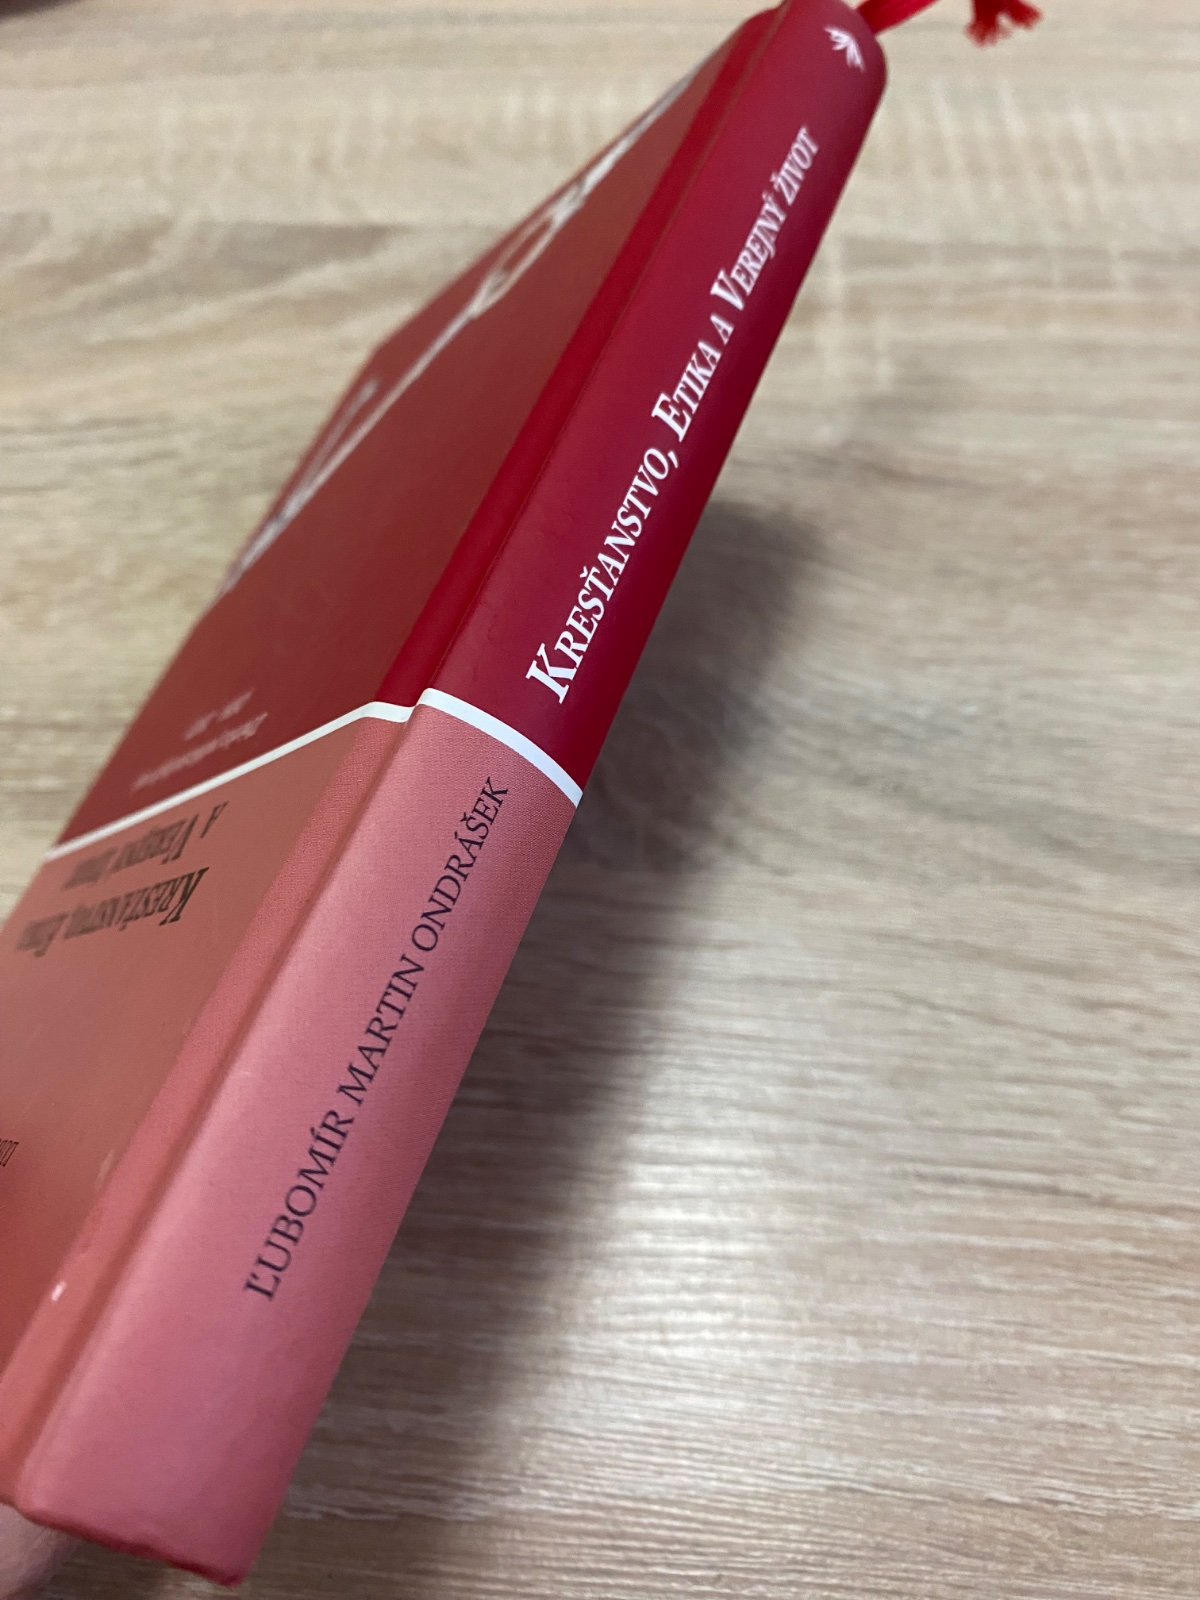 KRESŤANSTVO, ETIKA A VEREJNÝ ŽIVOT
ĽUBOMÍR MARTIN ONDRÁŠEK
KRESŤANSTVO, ETIKA
A VEREJNÝ ŽIVOT